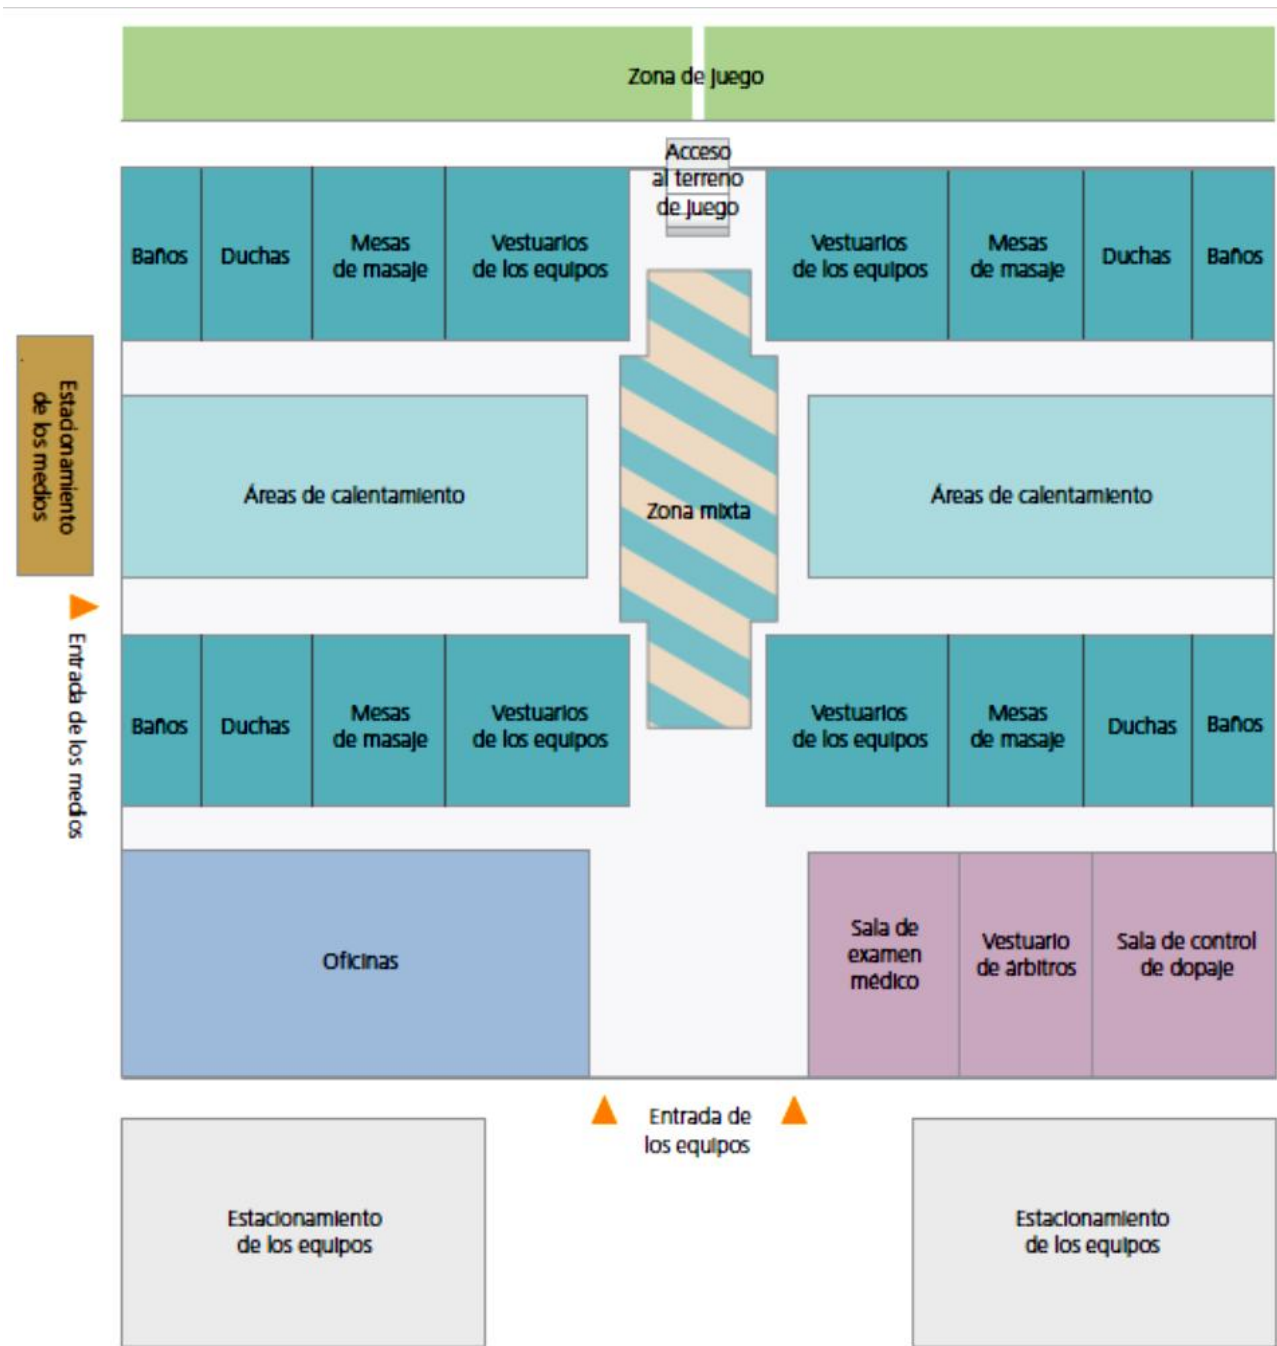 Zona de juego
Acceso
al terreno
de juego
Baños
Duchas
Mesas
de masaje
Vestuarios
de los equipos
Vestuarios
de los equipos
Mesas
de masaje
Duchas
Baños
Estacionamiento
de los medios
Áreas de calentamiento
Zona mixta
Áreas de calentamiento
Entrada de los medios
Baños
Duchas
Mesas
de masaje
Vestuarios
de los equipos
Vestuarios
de los equipos
Mesas
de masaje
Duchas
Baños
Oficinas
Sala de
examen
médico
Vestuario
de árbitros
Sala de control
de dopaje
Entrada de
los equipos
Estacionamiento
de los equipos
Estacionamiento
de los equipos